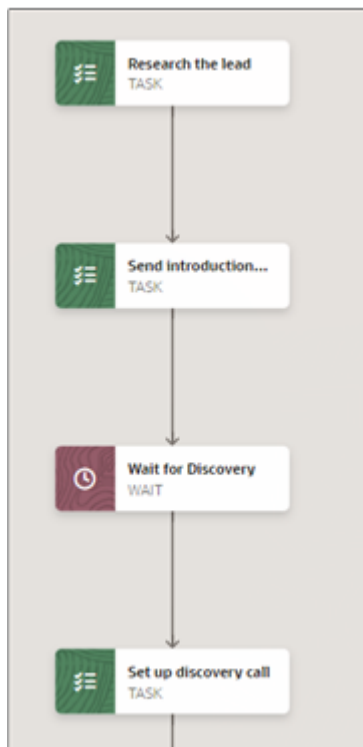 Research the lead
TASK
Send introduction...
TASK
Wait for Discovery
WAIT
Set up discovery call
TASK